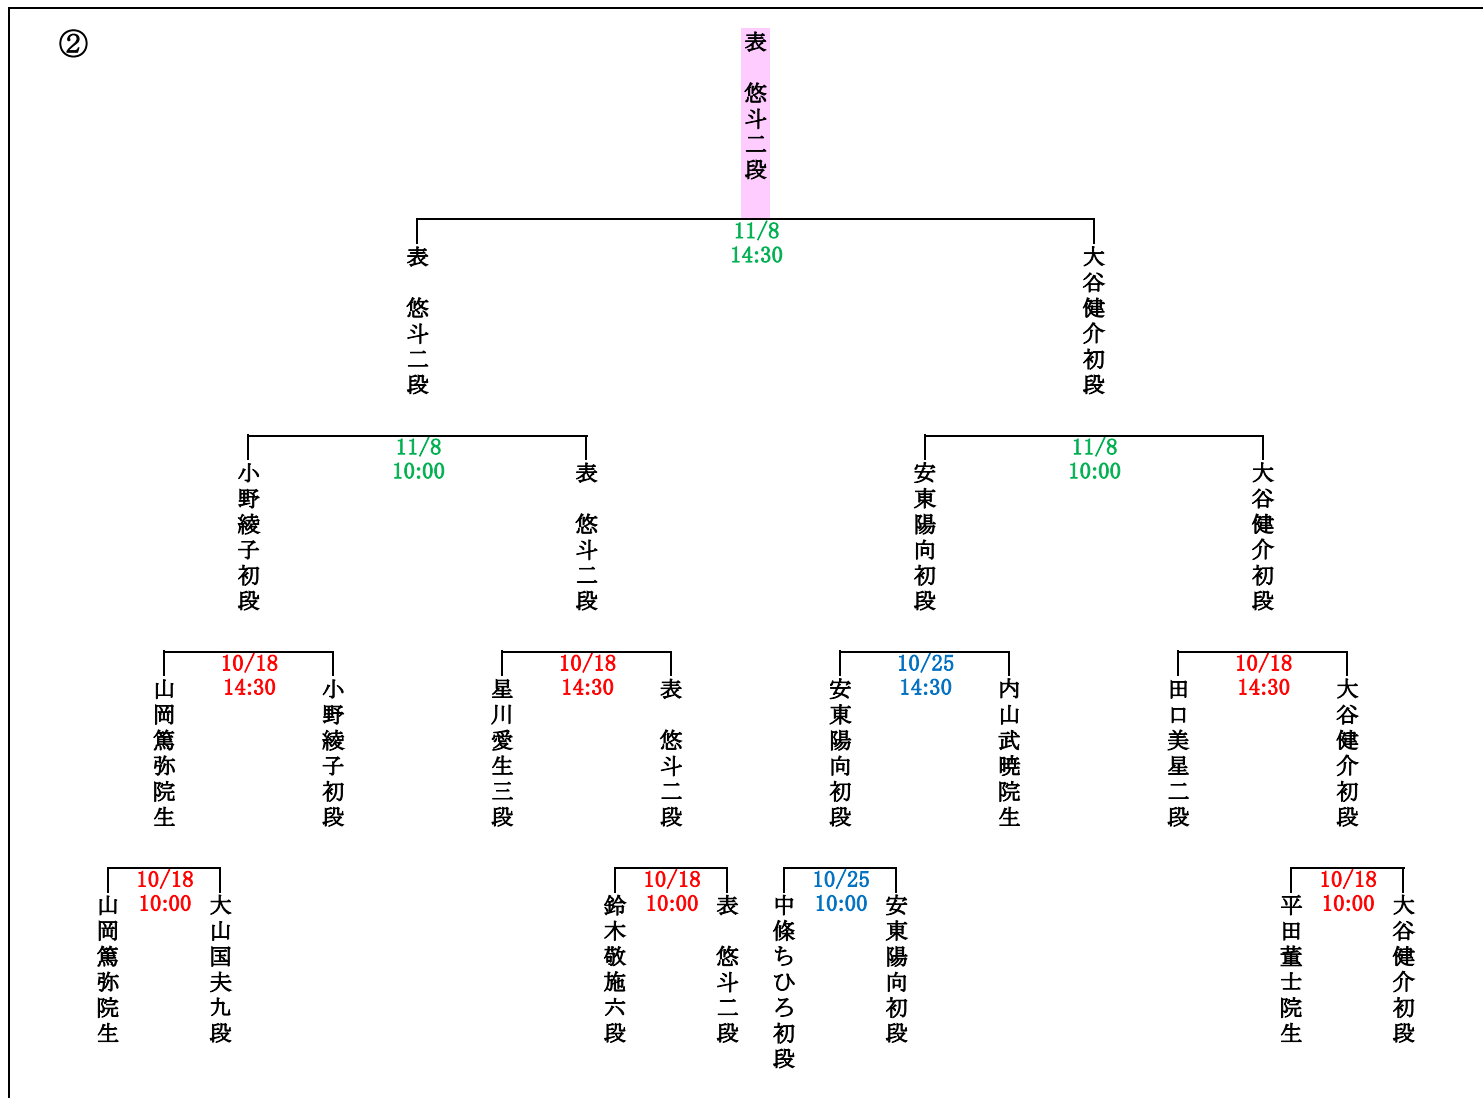 ②
表 悠斗二段
11/8
14:30
表 悠斗二段
大谷健介初段
11/8
10:00
11/8
10:00
小野綾子初段
表 悠斗二段
安東陽向初段
大谷健介初段
10/18
14:30
10/18
14:30
10/25
14:30
10/18
14:30
山岡篤弥院生
小野綾子初段
星川愛生三段
表 悠斗二段
安東陽向初段
内山武暁院生
田口美星二段
大谷健介初段
10/18
10:00
10/18
10:00
10/25
10:00
10/18
10:00
山岡篤弥院生
大山国夫九段
鈴木敬施六段
表 悠斗二段
中條ちひろ初段
安東陽向初段
平田董士院生
大谷健介初段